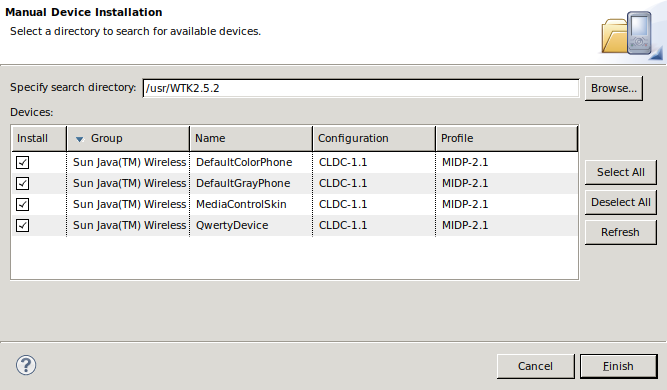 Manual Device Installation
Select a directory to search for available devices.
Specify search directory: /usr/WTK2.5.2 Browse...
Devices:
Install Group Name Configuration Profile
Sun Java(TM) Wireless DefaultColorPhone CLDC-1.1 MIDP-2.1
Sun Java(TM) Wireless DefaultGrayPhone CLDC-1.1 MIDP-2.1
Sun Java(TM) Wireless MediaControlSkin CLDC-1.1 MIDP-2.1
Sun Java(TM) Wireless QwertyDevice CLDC-1.1 MIDP-2.1
Select All
Deselect All
Refresh
? Cancel Finish